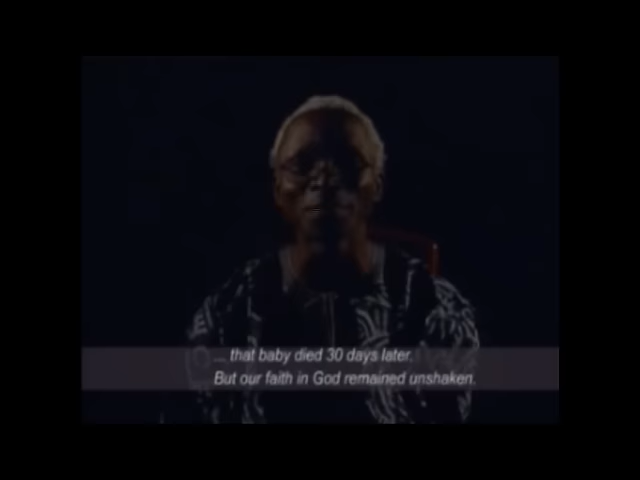 ... that baby died 30 days later.
But our faith in God remained unshaken.